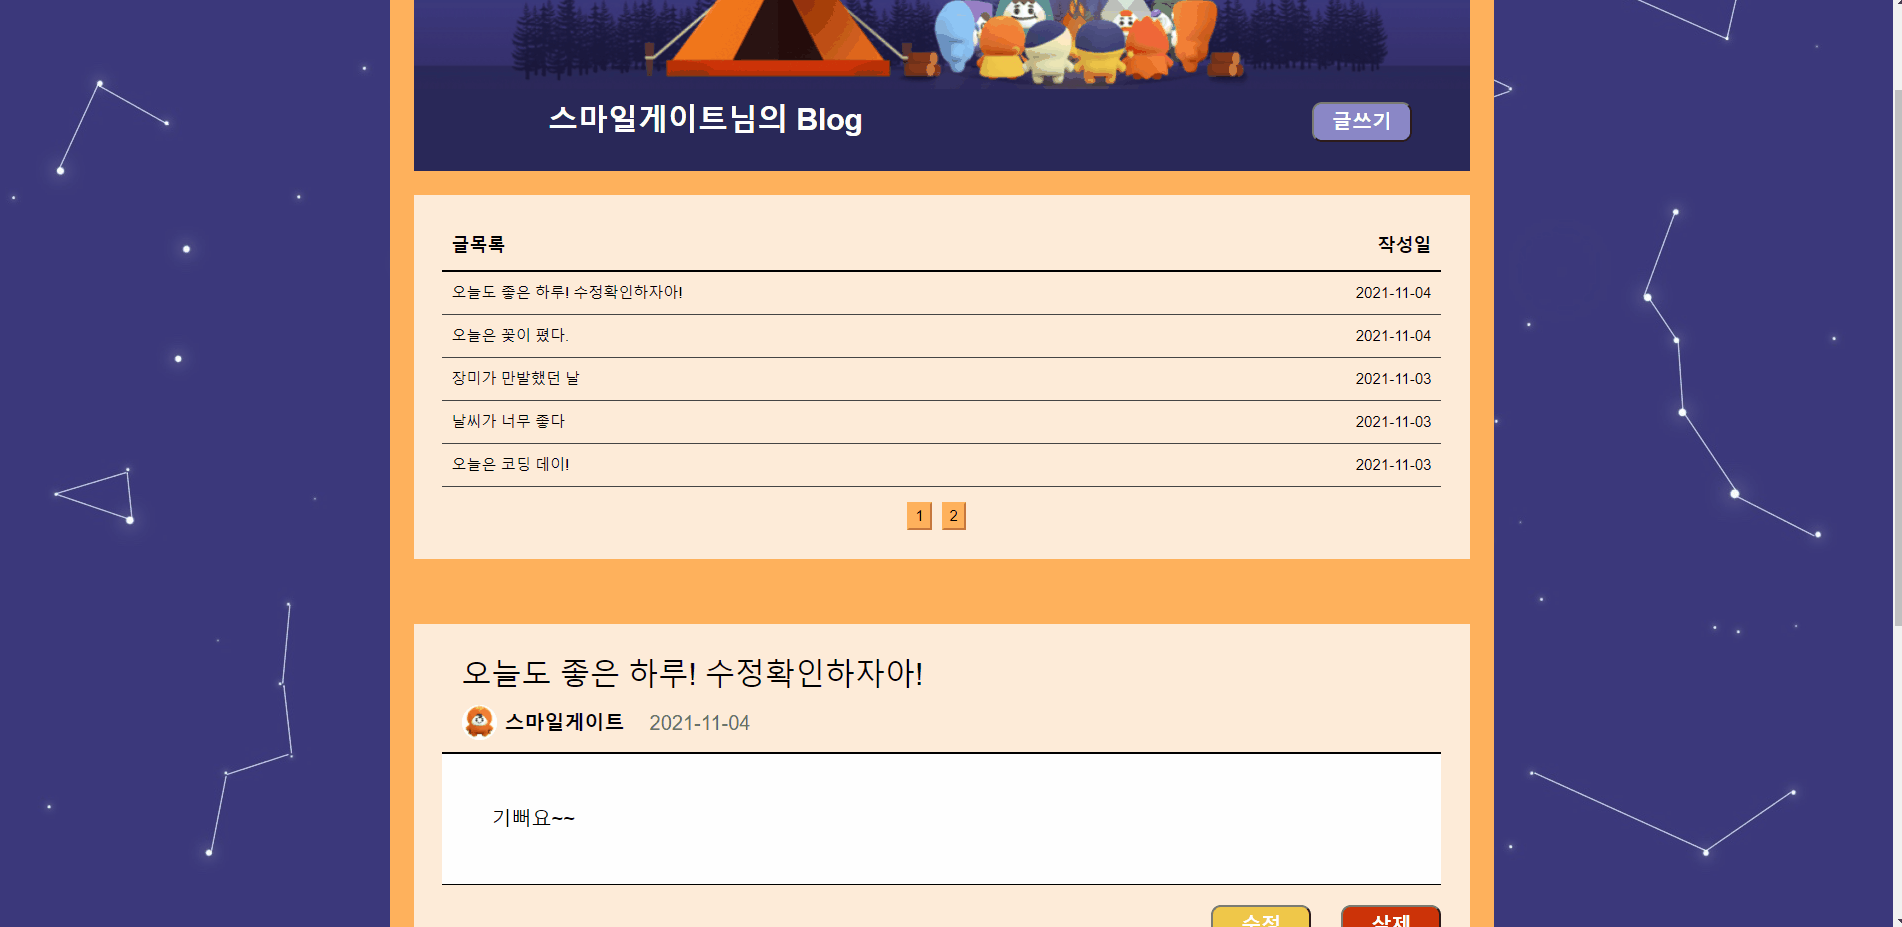 스마일게이트님의 Blog 글쓰기
글목록 작성일
오늘도 좋은 하루! 수정확인하자아! 2021-11-04
오늘은 꽃이 폈다. 2021-11-04
장미가 만발했던 날 2021-11-03
날씨가 너무 좋다 2021-11-03
오늘은 코딩 데이! 2021-11-03
1 2
오늘도 좋은 하루! 수정확인하자아!
스마일게이트 2021-11-04
기뻐요~~
수정 삭제